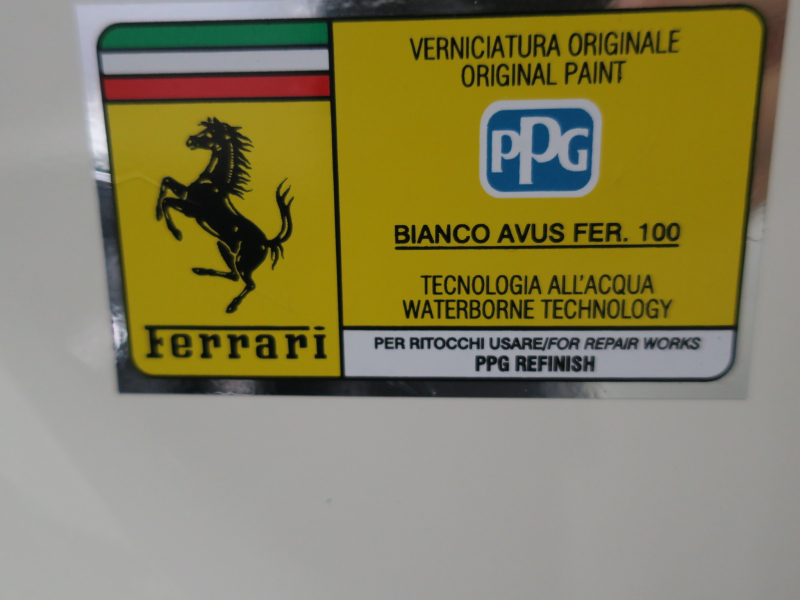 VERNICIATURA ORIGINALE
ORIGINAL PAINT
PPG
BIANCO AVUS FER. 100
TECNOLOGIA ALL'ACQUA
WATERBORNE TECHNOLOGY
PER RITOCCHI USARE/FOR REPAIR WORKS
PPG REFINISH
Ferrari